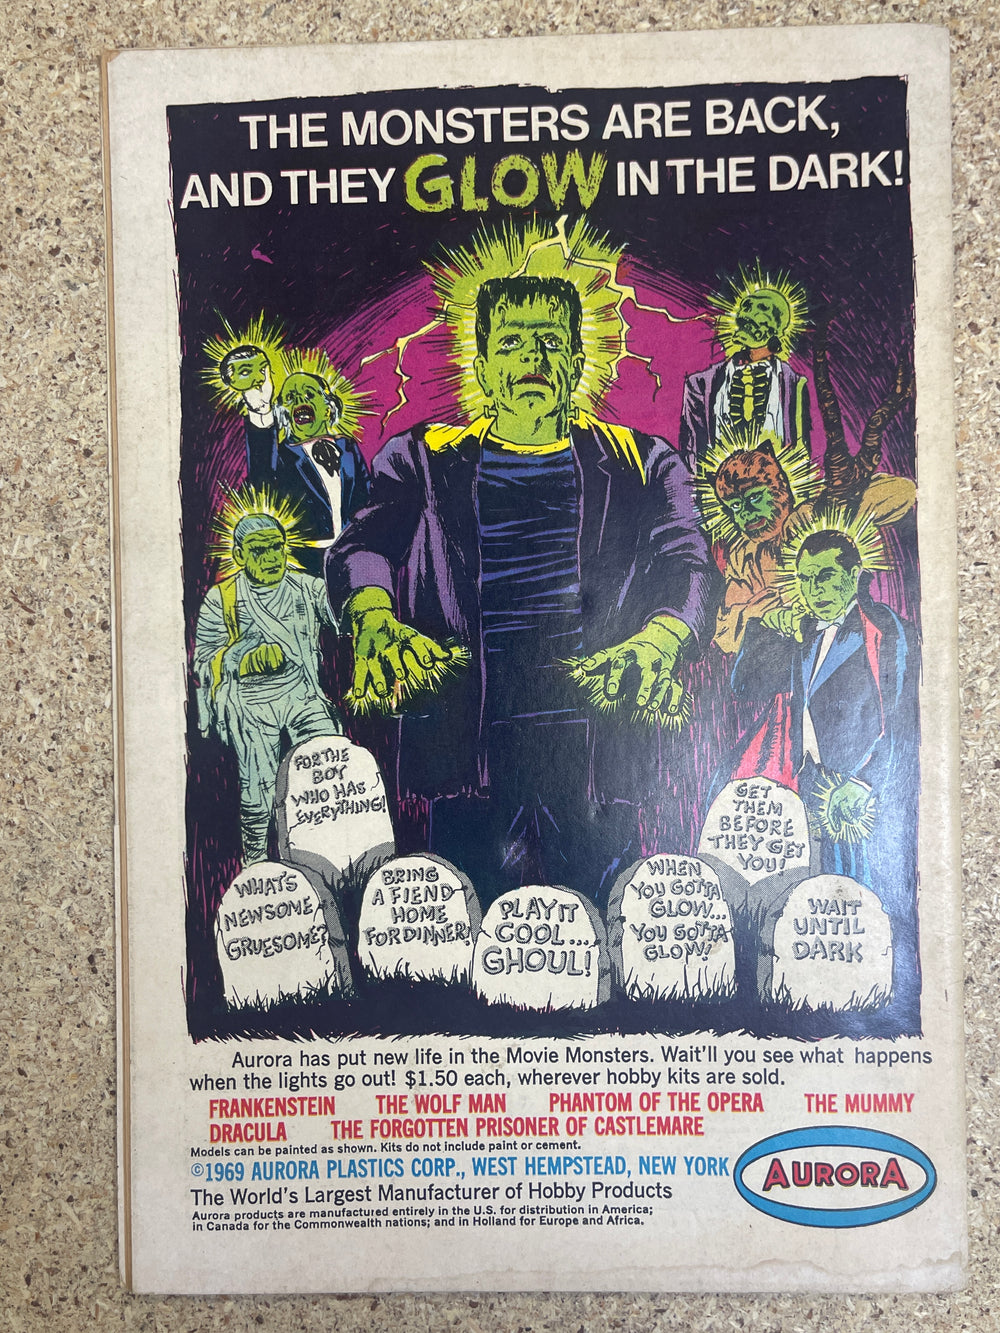 THE MONSTERS ARE BACK,
AND THEY GLOW IN THE DARK!
FOR THE
BOY
WHO HAS
EVERYTHING!
GET
THEM
BEFORE
THEY GET
YOU!
WHAT'S
NEWSOME
GRUESOME?
BRING
A FIEND
HOME
FOR DINNER!
PLAY IT
COOL...
GHOUL!
WHEN
YOU GOTTA
GLOW...
YOU GOTTA
GLOW!
WAIT
UNTIL
DARK
Aurora has put new life in the Movie Monsters. Wait'll you see what happens
when the lights go out! $1.50 each, wherever hobby kits are sold.
FRANKENSTEIN THE WOLF MAN PHANTOM OF THE OPERA THE MUMMY
DRACULA THE FORGOTTEN PRISONER OF CASTLEMARE
Models can be painted as shown. Kits do not include paint or cement.
©1969 AURORA PLASTICS CORP., WEST HEMPSTEAD, NEW YORK
The World's Largest Manufacturer of Hobby Products
Aurora products are manufactured entirely in the U.S. for distribution in America;
in Canada for the Commonwealth nations; and in Holland for Europe and Africa.
AURORA